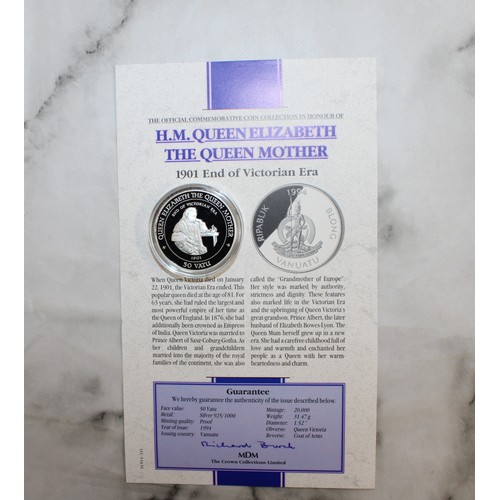 THE OFFICIAL COMMEMORATIVE COIN COLLECTION IN HONOUR OF
H.M. QUEEN ELIZABETH
THE QUEEN MOTHER
1901 End of Victorian Era
QUEEN ELIZABETH THE QUEEN MOTHER
END OF VICTORIAN ERA
1901
50 VATU
1994
RIPABLIK
BLONG
VANUATU
When Queen Victoria died on January
22, 1901, the Victorian Era ended. This
popular queen died at the age of 81. For
63 years, she had ruled the largest and
most powerful empire of her time as
the Queen of England. In 1876, she had
additionally been crowned as Empress
of India. Queen Victoria was married to
Prince Albert of Saxe-Coburg-Gotha. As
her children and grandchildren
married into the majority of the royal
families of the continent, she was also
called the "Grandmother of Europe".
Her style was marked by authority,
strictness and dignity. These features
also marked life in the Victorian Era
and the upbringing of Queen Victoria's
great grandson, Prince Albert, the later
husband of Elizabeth Bowes-Lyon. The
Queen Mum herself grew up in a new
era. She had a carefree childhood full of
love and warmth and enchanted her
people as a Queen with her warm
heartedness and charm.
Guarantee
We hereby guarantee the authenticity of the issue described below.
Face value: 50 Vatu
Metal: Silver 925/1000
Minting quality: Proof
Year of issue: 1994
Issuing country: Vanuatu
Mintage: 20,000
Weight: 31.47 g
Diameter: 1.52"
Obverse: Queen Victoria
Reverse: Coat of Arms
MDM
The Crown Collections Limited